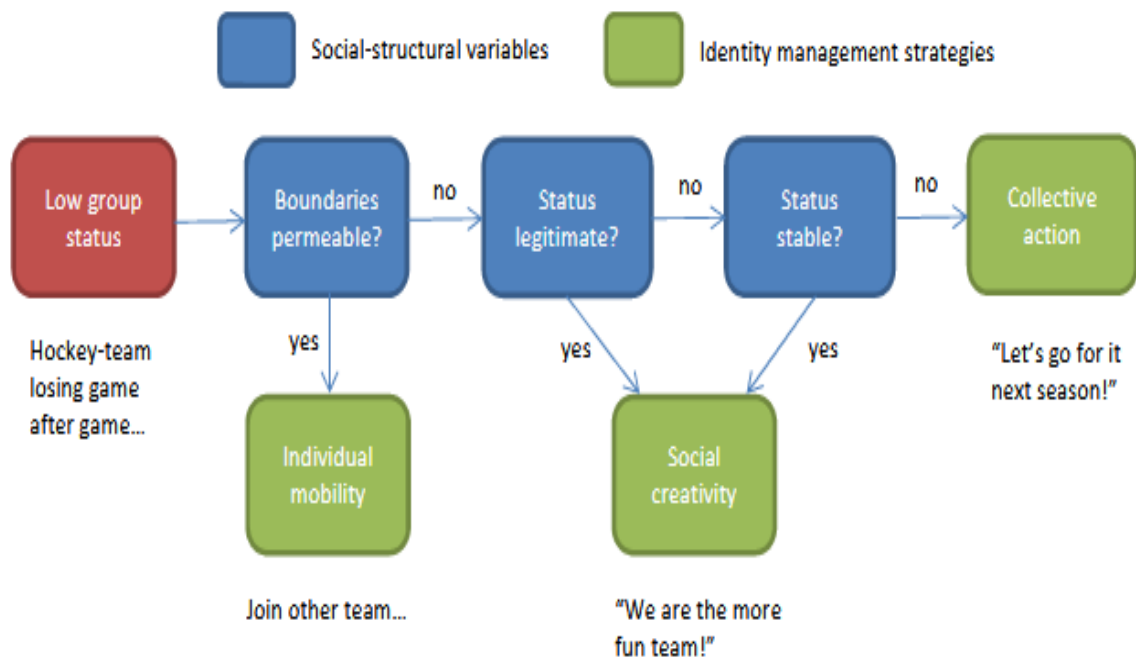 Social-structural variables
Identity management strategies
Low group
status
Boundaries
permeable?
no
Status
legitimate?
no
Status
stable?
no
Collective
action
Hockey-team
losing game
after game…
yes
yes
yes
“Let’s go for it
next season!”
Individual
mobility
Social
creativity
Join other team…
“We are the more
fun team!”